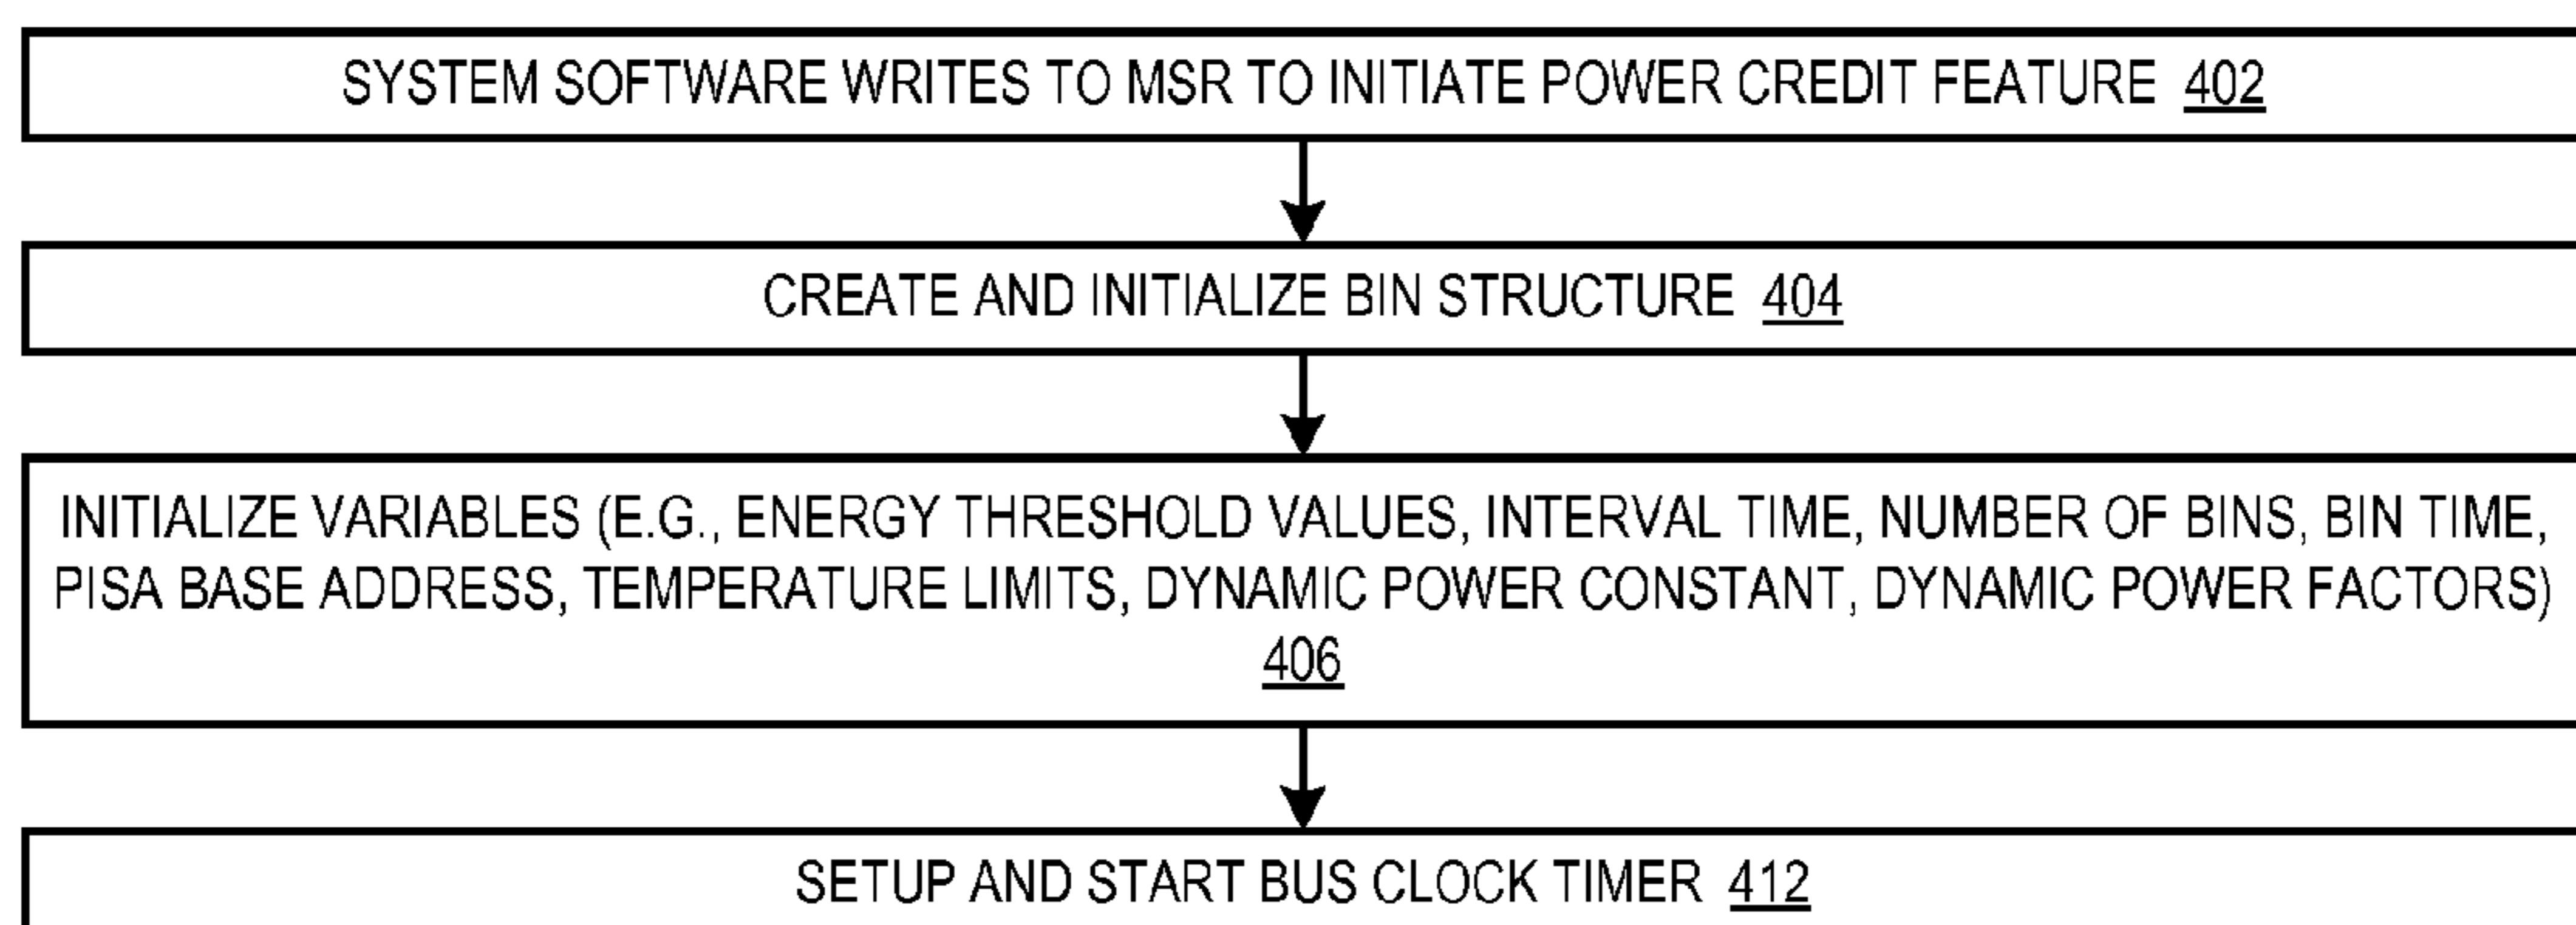 SYSTEM SOFTWARE WRITES TO MSR TO INITIATE POWER CREDIT FEATURE 402
CREATE AND INITIALIZE BIN STRUCTURE 404
INITIALIZE VARIABLES (E.G., ENERGY THRESHOLD VALUES, INTERVAL TIME, NUMBER OF BINS, BIN TIME,
PISA BASE ADDRESS, TEMPERATURE LIMITS, DYNAMIC POWER CONSTANT, DYNAMIC POWER FACTORS)
406
SETUP AND START BUS CLOCK TIMER 412